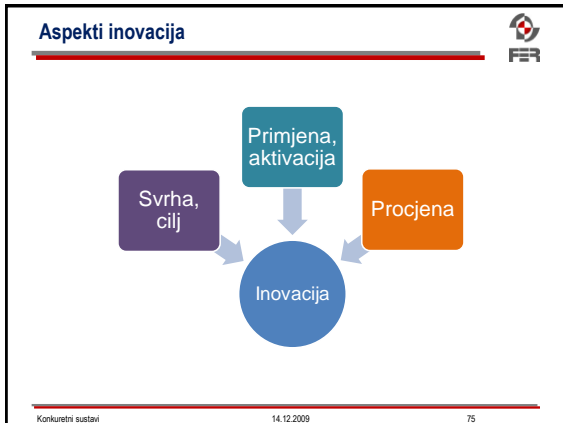 Aspekti inovacija
FER
Primjena,
aktivacija
Svrha,
cilj
Procjena
Inovacija
Konkuretni sustavi
14.12.2009
75